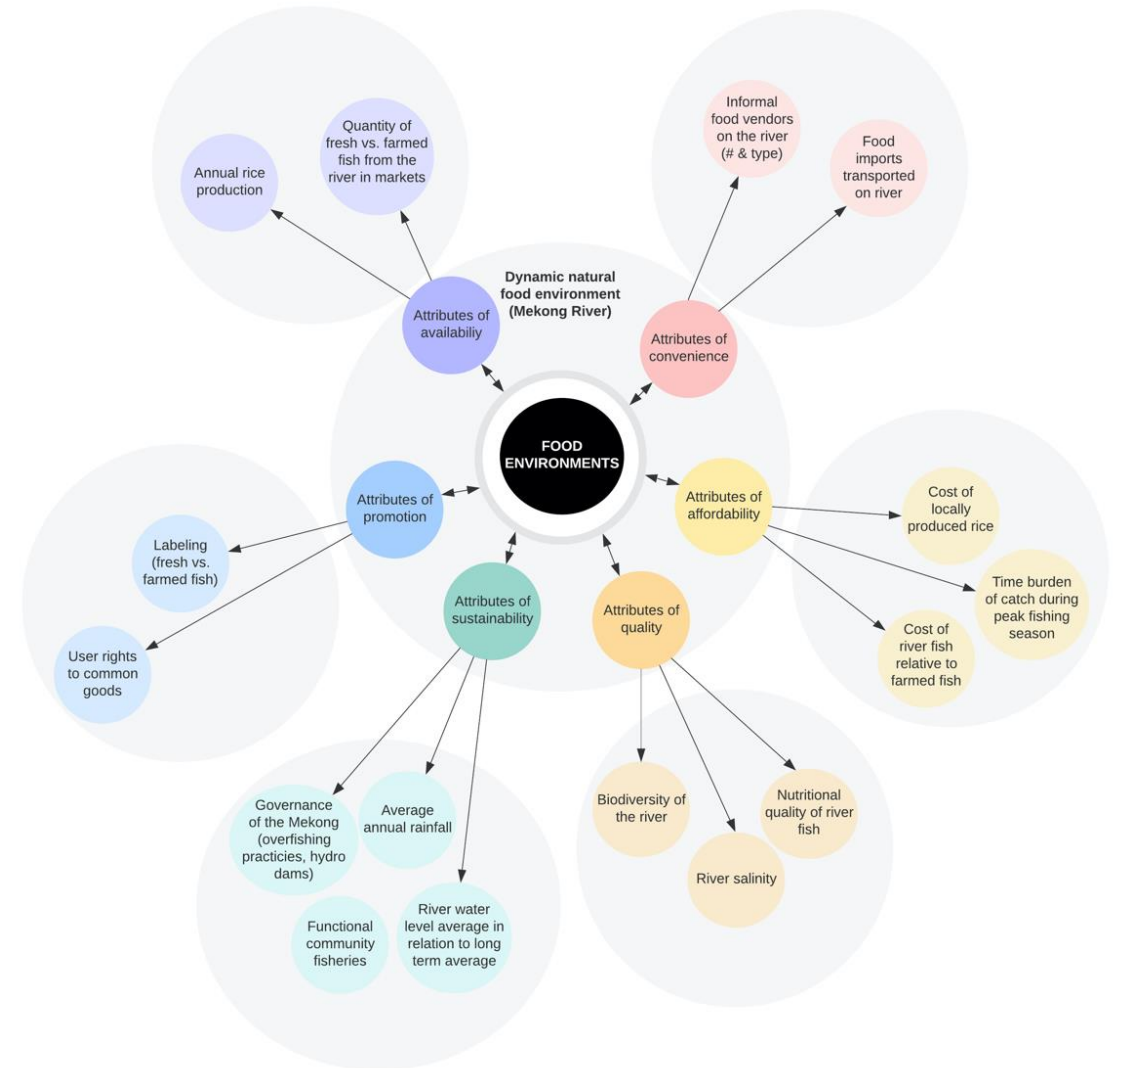 Informal
food vendors
on the river
(# & type)
Quantity of
fresh vs. farmed
fish from the
river in markets
Food
imports
transported
on river
Annual rice
production
Dynamic natural
food environment
(Mekong River)
Attributes of
availabiliy
Attributes of
convenience
FOOD
ENVIRONMENTS
Attributes of
promotion
Attributes of
affordability
Cost of
locally
produced rice
Labeling
(fresh vs.
farmed fish)
Attributes of
sustainability
Attributes of
quality
Time burden
of catch during
peak fishing
season
Cost of
river fish
relative to
farmed fish
User rights
to common
goods
Governance
of the Mekong
(overfishing
practicies, hydro
dams)
Average
annual rainfall
Biodiversity of
the river
Nutritional
quality of river
fish
River salinity
Functional
community
fisheries
River water
level average in
relation to long
term average